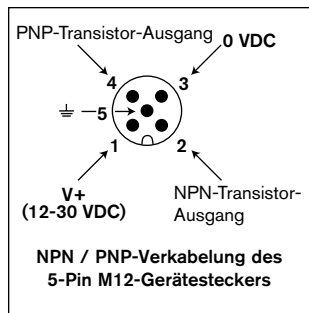 PNP-Transistor-Ausgang
0 VDC
4
3
5
1
2
V+
(12-30 VDC)
NPN-Transistor-
Ausgang
NPN / PNP-Verkabelung des
5-Pin M12-Gerätesteckers